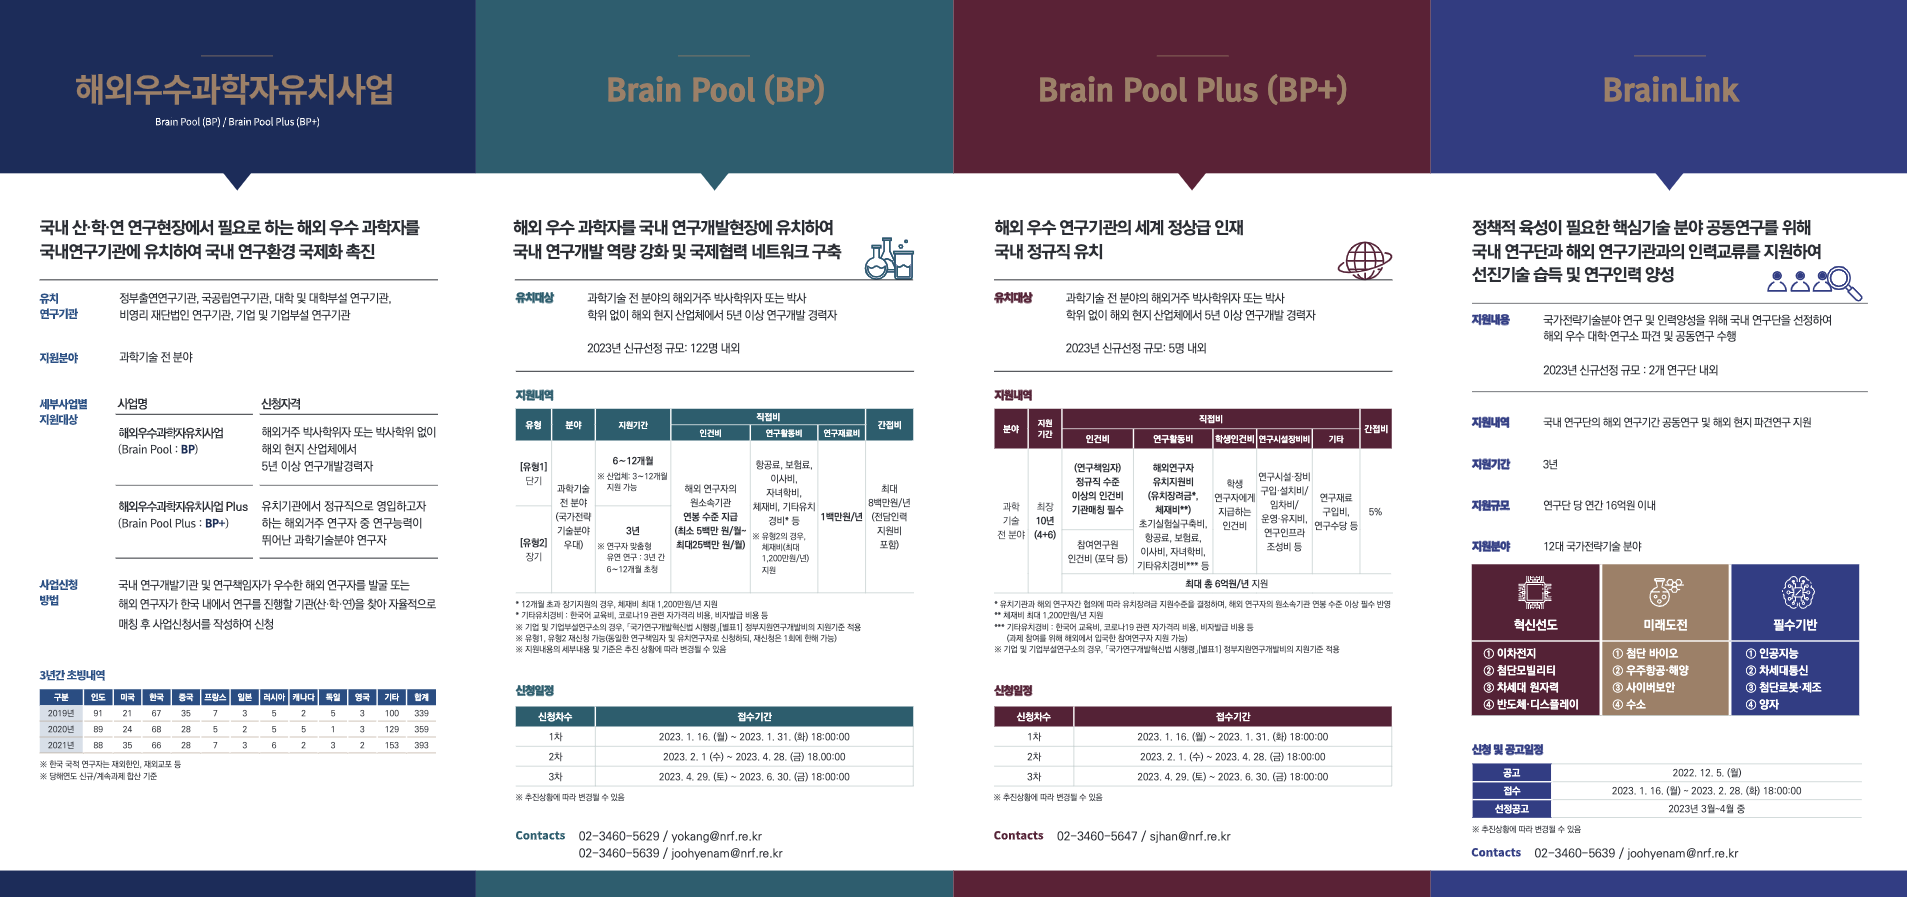 해외우수과학자유치사업
Brain Pool (BP) / Brain Pool Plus (BP+)
국내 산·학·연 연구현장에서 필요로 하는 해외 우수 과학자를
국내연구기관에 유치하여 국내 연구환경 국제화 촉진
유치
연구기관
정부출연연구기관, 국공립연구기관, 대학 및 대학부설 연구기관,
비영리 재단법인 연구기관, 기업 및 기업부설 연구기관
지원분야
과학기술 전 분야
세부사업별
지원대상
사업명 신청자격
해외우수과학자유치사업
(Brain Pool : BP)
해외거주 박사학위자 또는 박사학위 없이
해외 현지 산업체에서
5년 이상 연구개발경력자
해외우수과학자유치사업 Plus
(Brain Pool Plus : BP+)
유치기관에서 정규직으로 영입하고자
하는 해외거주 연구자 중 연구능력이
뛰어난 과학기술분야 연구자
사업신청
방법
국내 연구개발기관 및 연구책임자가 우수한 해외 연구자를 발굴 또는
해외 연구자가 한국 내에서 연구를 진행할 기관(산·학·연)을 찾아 자율적으로
매칭 후 사업신청서를 작성하여 신청
3년간 초빙내역
구분 인도 미국 한국 중국 프랑스 일본 러시아 캐나다 독일 영국 기타 합계
2019년 91 21 67 35 7 3 5 2 5 3 100 339
2020년 89 24 68 28 5 2 5 5 1 3 129 359
2021년 88 35 66 28 7 3 6 2 3 2 153 393
※ 한국 국적 연구자는 재외한인, 재외교포 등
※ 당해연도 신규/계속과제 합산 기준
Brain Pool (BP)
해외 우수 과학자를 국내 연구개발현장에 유치하여
국내 연구개발 역량 강화 및 국제협력 네트워크 구축
유치대상
과학기술 전 분야의 해외거주 박사학위자 또는 박사
학위 없이 해외 현지 산업체에서 5년 이상 연구개발 경력자
2023년 신규선정 규모: 122명 내외
지원내역
유형 분야 지원기간 직접비 간접비
인건비 연구활동비 연구재료비
[유형1]
단기
[유형2]
장기
과학기술
전 분야
(국가전략
기술분야
우대)
6~12개월
※ 산업체: 3~12개월
지원 가능
3년
※ 연구자 맞춤형
유연 연구 : 3년 간
6~12개월 초청
해외 연구자의
원소속기관
연봉 수준 지급
(최소 5백만 원/월~
최대25백만 원/월)
항공료, 보험료,
이사비,
자녀학비,
체재비, 기타유치
경비* 등
※ 유형2의 경우,
체재비(최대
1,200만원/년)
지원
1백만원/년
최대
8백만원/년
(전담인력
지원비
포함)
* 12개월 초과 장기지원의 경우, 체재비 최대 1,200만원/년 지원
* 기타유치경비 : 한국어 교육비, 코로나19 관련 자가격리 비용, 비자발급 비용 등
※ 기업 및 기업부설연구소의 경우, 「국가연구개발혁신법 시행령」[별표1] 정부지원연구개발비의 지원기준 적용
※ 유형1, 유형2 재신청 가능(동일한 연구책임자 및 유치연구자로 신청하되, 재신청은 1회에 한해 가능)
※ 지원내용의 세부내용 및 기준은 추진 상황에 따라 변경될 수 있음
신청일정
신청차수 접수기간
1차 2023. 1. 16. (월) ~ 2023. 1. 31. (화) 18:00:00
2차 2023. 2. 1 (수) ~ 2023. 4. 28. (금) 18.00:00
3차 2023. 4. 29. (토) ~ 2023. 6. 30. (금) 18:00:00
※ 추진상황에 따라 변경될 수 있음
Contacts 02-3460-5629 / yokang@nrf.re.kr
02-3460-5639 / joohyenam@nrf.re.kr
Brain Pool Plus (BP+)
해외 우수 연구기관의 세계 정상급 인재
국내 정규직 유치
유치대상
과학기술 전 분야의 해외거주 박사학위자 또는 박사
학위 없이 해외 현지 산업체에서 5년 이상 연구개발 경력자
2023년 신규선정 규모: 5명 내외
지원내역
분야 지원
기간 직접비 간접비
인건비 연구활동비 학생인건비 연구시설장비비 기타
과학
기술
전 분야
최장
10년
(4+6)
(연구책임자)
정규직 수준
이상의 인건비
기관매칭 필수
참여연구원
인건비 (포닥 등)
해외연구자
유치지원비
(유치장려금*,
체재비**)
초기실험실구축비,
항공료, 보험료,
이사비, 자녀학비,
기타유치경비*** 등
학생
연구자에게
지급하는
인건비
연구시설·장비
구입·설치비/
임차비/
운영·유지비,
연구인프라
조성비 등
연구재료
구입비,
연구수당 등
5%
최대 총 6억원/년 지원
* 유치기관과 해외 연구자간 협의에 따라 유치장려금 지원수준을 결정하며, 해외 연구자의 원소속기관 연봉 수준 이상 필수 반영
** 체재비 최대 1,200만원/년 지원
*** 기타유치경비 : 한국어 교육비, 코로나19 관련 자가격리 비용, 비자발급 비용 등
(과제 참여를 위해 해외에서 입국한 참여연구자 지원 가능)
※ 기업 및 기업부설연구소의 경우, 「국가연구개발혁신법 시행령」[별표1] 정부지원연구개발비의 지원기준 적용
신청일정
신청차수 접수기간
1차 2023. 1. 16. (월) ~ 2023. 1. 31. (화) 18:00:00
2차 2023. 2. 1. (수) ~ 2023. 4. 28. (금) 18:00:00
3차 2023. 4. 29. (토) ~ 2023. 6. 30. (금) 18:00:00
※ 추진상황에 따라 변경될 수 있음
Contacts 02-3460-5647 / sjhan@nrf.re.kr
BrainLink
정책적 육성이 필요한 핵심기술 분야 공동연구를 위해
국내 연구단과 해외 연구기관과의 인력교류를 지원하여
선진기술 습득 및 연구인력 양성
지원내용
국가전략기술분야 연구 및 인력양성을 위해 국내 연구단을 선정하여
해외 우수 대학·연구소 파견 및 공동연구 수행
2023년 신규선정 규모 : 2개 연구단 내외
지원내역 국내 연구단의 해외 연구기간 공동연구 및 해외 현지 파견연구 지원
지원기간 3년
지원규모 연구단 당 연간 16억원 이내
지원분야 12대 국가전략기술 분야
혁신선도
① 이차전지
② 첨단모빌리티
③ 차세대 원자력
④ 반도체·디스플레이
미래도전
① 첨단 바이오
② 우주항공·해양
③ 사이버보안
④ 수소
필수기반
① 인공지능
② 차세대통신
③ 첨단로봇·제조
④ 양자
신청 및 공고일정
공고 2022. 12. 5. (월)
접수 2023. 1. 16. (월) ~ 2023. 2. 28. (화) 18:00:00
선정공고 2023년 3월~4월 중
※ 추진상황에 따라 변경될 수 있음
Contacts 02-3460-5639 / joohyenam@nrf.re.kr